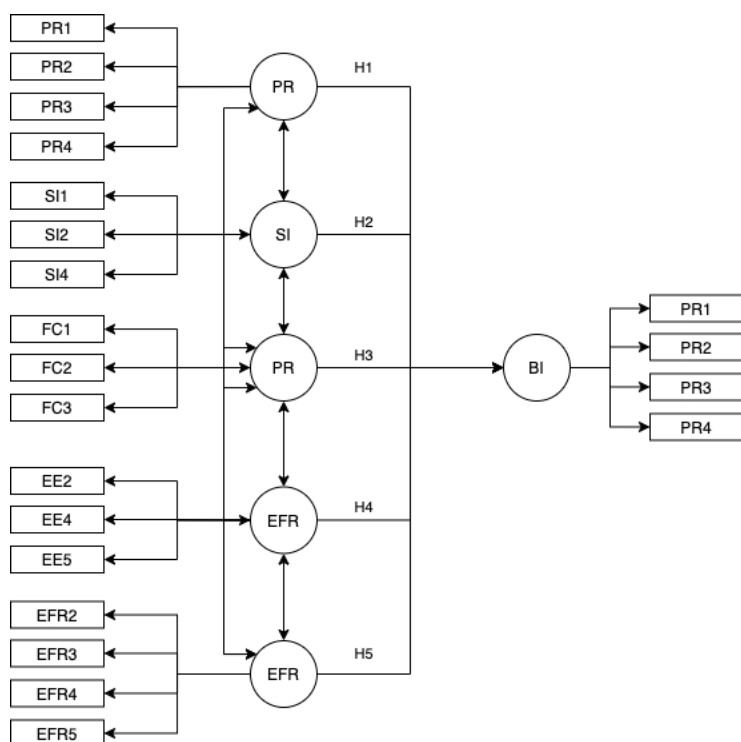 PR1
PR2
PR3
PR4
SI1
SI2
SI4
FC1
FC2
FC3
EE2
EE4
EE5
EFR2
EFR3
EFR4
EFR5
PR
SI
PR
EFR
EFR
H1
H2
H3
H4
H5
BI
PR1
PR2
PR3
PR4